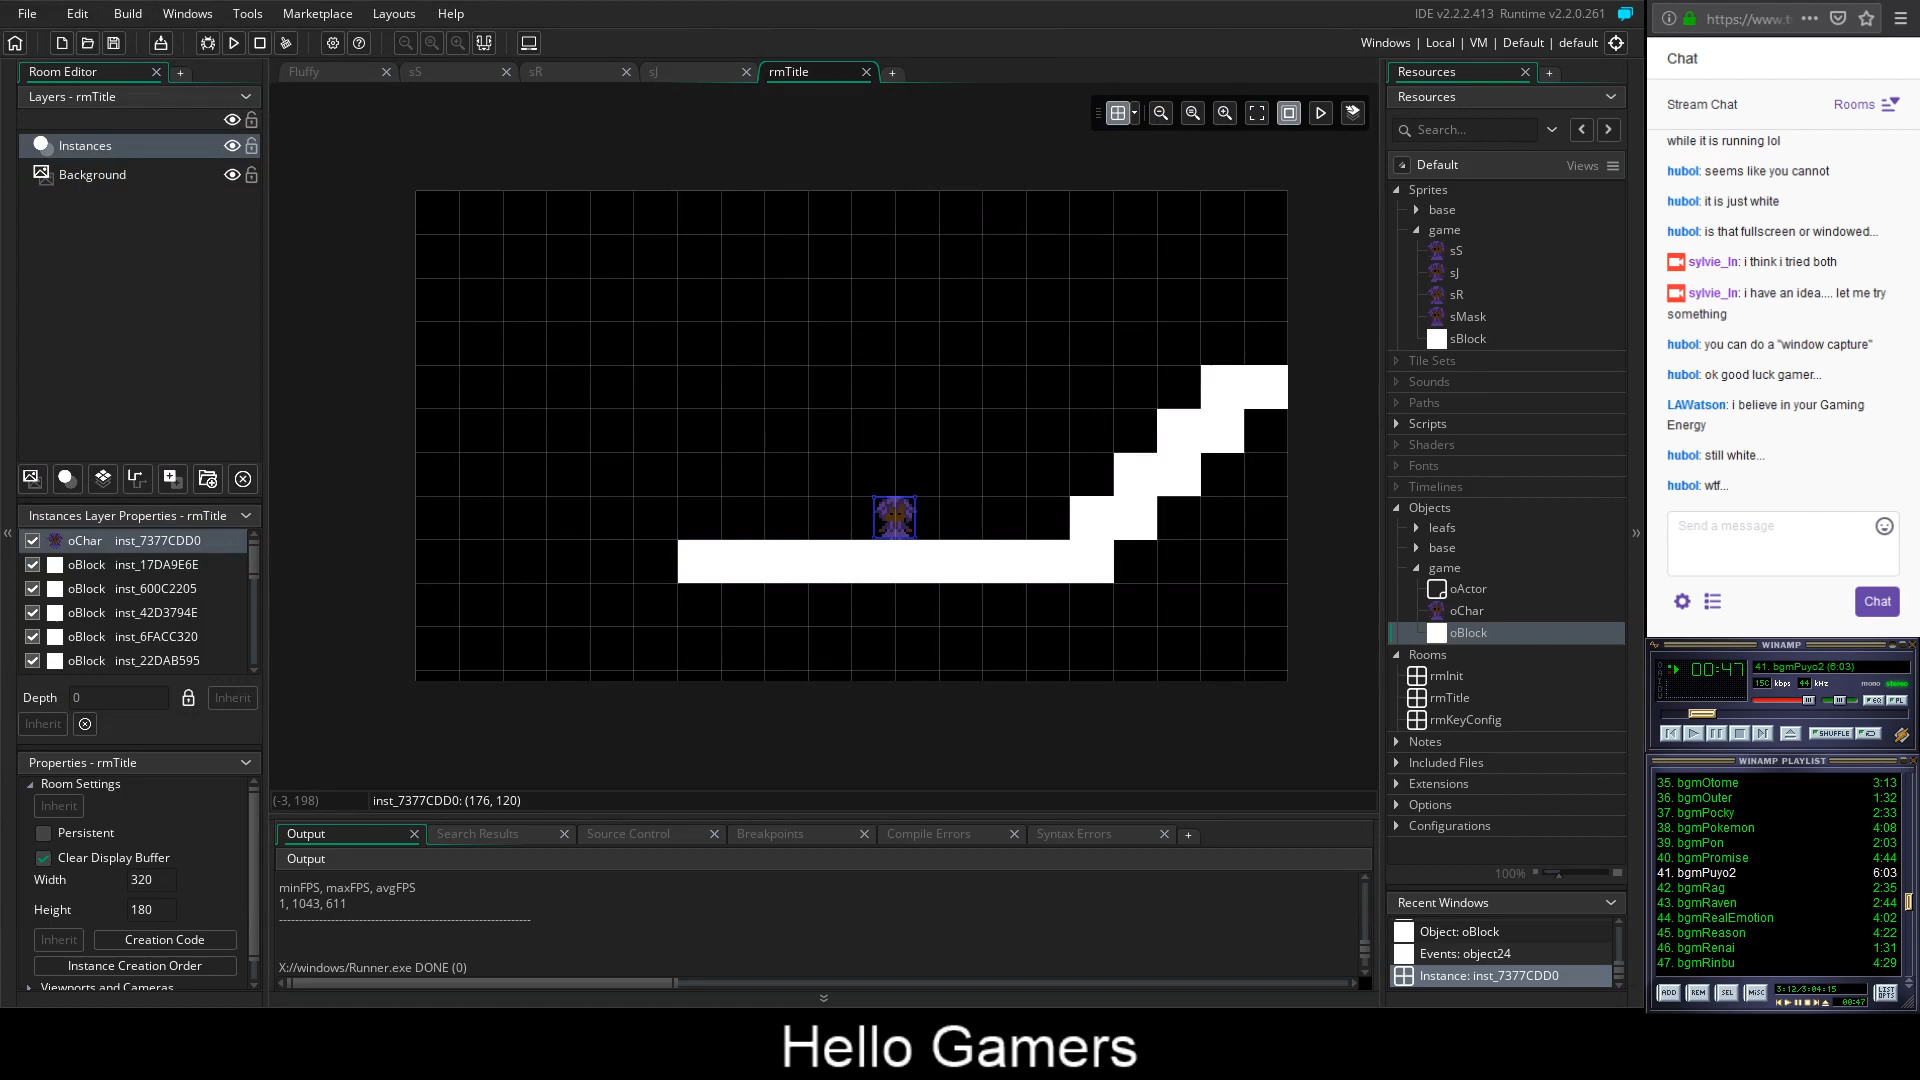 File Edit Build Windows Tools Marketplace Layouts Help
IDE v2.2.2.413 Runtime v2.2.0.261
Windows | Local | VM | Default | default
Room Editor
Layers - rmTitle
Instances
Background
Instances Layer Properties - rmTitle
oChar inst_7377CDD0
oBlock inst_17DA9E6E
oBlock inst_600C2205
oBlock inst_42D3794E
oBlock inst_6FACC320
oBlock inst_22DAB595
Depth 0 Inherit
Inherit
Properties - rmTitle
Room Settings
Inherit
Persistent
Clear Display Buffer
Width 320
Height 180
Inherit Creation Code
Instance Creation Order
Viewports and Cameras
Fluffy sS sR sJ rmTitle
(-3, 198) inst_7377CDD0: (176, 120)
Output Search Results Source Control Breakpoints Compile Errors Syntax Errors
Output
minFPS, maxFPS, avgFPS
1, 1043, 611
X://windows/Runner.exe DONE (0)
Resources
Resources
Search...
Default Views
Sprites
base
game
sS
sJ
sR
sMask
sBlock
Tile Sets
Sounds
Paths
Scripts
Shaders
Fonts
Timelines
Objects
leafs
base
game
oActor
oChar
oBlock
Rooms
rmInit
rmTitle
rmKeyConfig
Notes
Included Files
Extensions
Options
Configurations
100%
Recent Windows
Object: oBlock
Events: object24
Instance: inst_7377CDD0
https://www.t
Chat
Stream Chat Rooms
while it is running lol
hubol: seems like you cannot
hubol: it is just white
hubol: is that fullscreen or windowed...
sylvie_ln: i think i tried both
sylvie_ln: i have an idea.... let me try
something
hubol: you can do a "window capture"
hubol: ok good luck gamer...
LAWatson: i believe in your Gaming
Energy
hubol: still white...
hubol: wtf...
Send a message
Chat
WINAMP
00:47 41. bgmPuyo2 (6:03)
kbps 44 kHz mono stereo
EQ PL
SHUFFLE
WINAMP PLAYLIST
35. bgmOtome 3:13
36. bgmOuter 1:32
37. bgmPocky 2:33
38. bgmPokemon 4:08
39. bgmPon 2:03
40. bgmPromise 4:44
41. bgmPuyo2 6:03
42. bgmRag 2:35
43. bgmRaven 2:44
44. bgmRealEmotion 4:02
45. bgmReason 4:22
46. bgmRenai 1:31
47. bgmRinbu 4:29
ADD REM SEL MISC 3:12/3:04:15 LIST
00:47 OPTS
Hello Gamers